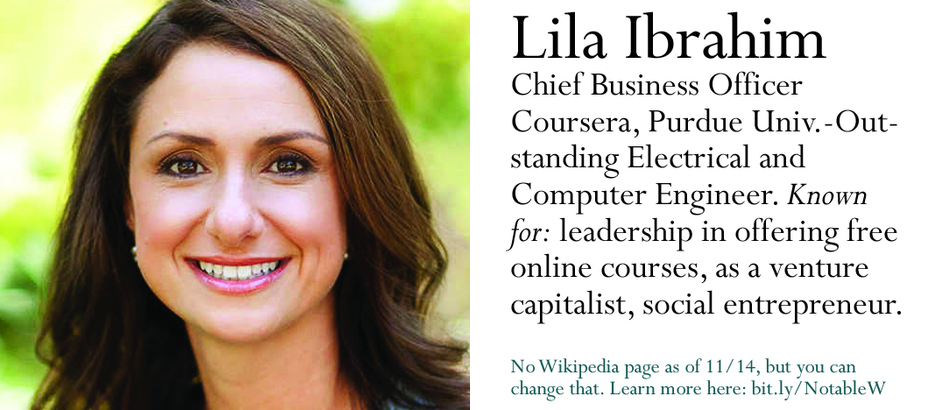 Lila Ibrahim
Chief Business Officer
Coursera, Purdue Univ.-Out-
standing Electrical and
Computer Engineer. Known
for: leadership in offering free
online courses, as a venture
capitalist, social entrepreneur.
No Wikipedia page as of 11/14, but you can
change that. Learn more here: bit.ly/NotableW